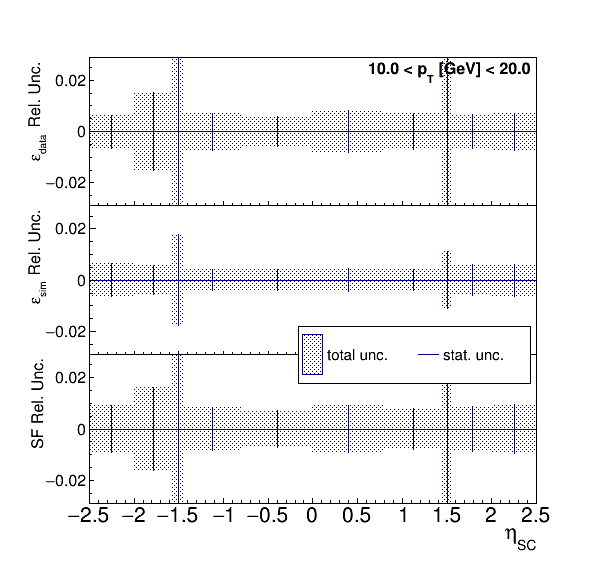 10.0 < p_T [GeV] < 20.0
ε_data Rel. Unc.
0.02
0
−0.02
ε_sim Rel. Unc.
0.02
0
−0.02
total unc.
stat. unc.
SF Rel. Unc.
0.02
0
−0.02
−2.5 −2 −1.5 −1 −0.5 0 0.5 1 1.5 2 2.5
η_SC